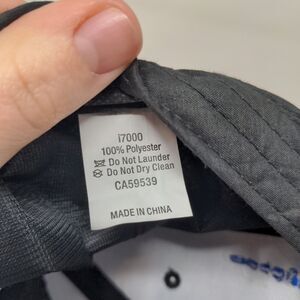 i7000
100% Polyester
Do Not Launder
Do Not Dry Clean
CA59539
MADE IN CHINA